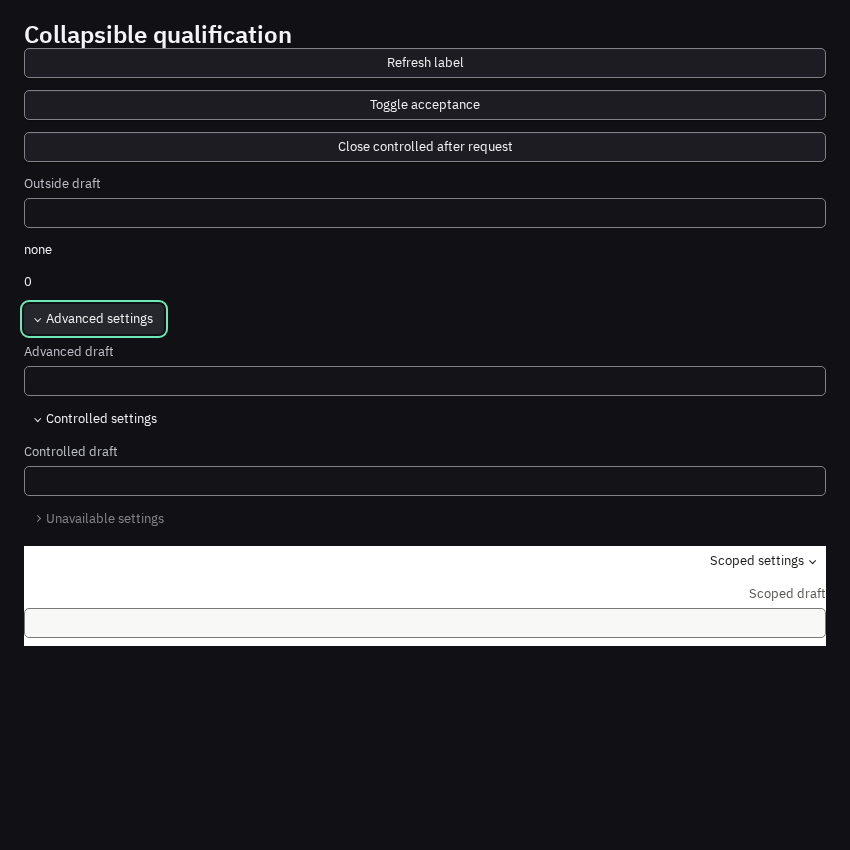 Collapsible qualification
Refresh label
Toggle acceptance
Close controlled after request
Outside draft
none
0
Advanced settings
Advanced draft
Controlled settings
Controlled draft
Unavailable settings
Scoped settings
Scoped draft